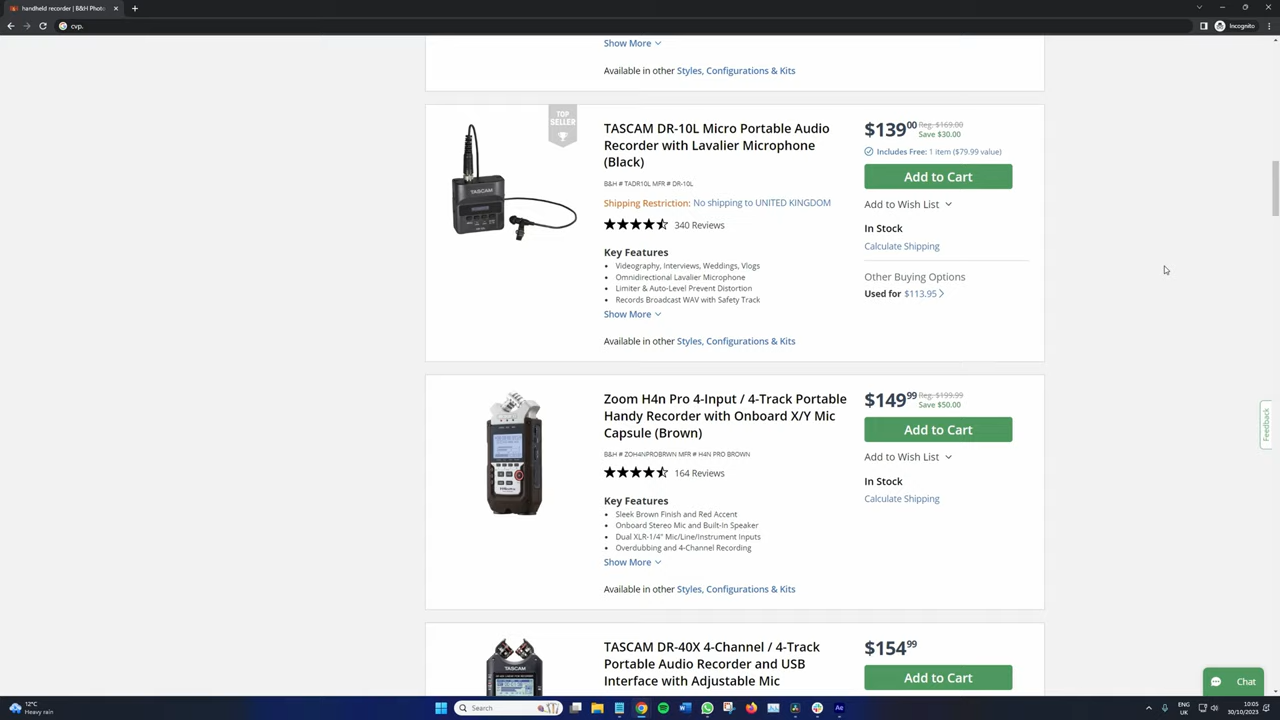 handheld recorder | B&H Photo
cvp.
Incognito
Show More
Available in other Styles, Configurations & Kits
TOP
SELLER
TASCAM DR-10L Micro Portable Audio
Recorder with Lavalier Microphone
(Black)
B&H # TADR10L MFR # DR-10L
Shipping Restriction: No shipping to UNITED KINGDOM
340 Reviews
Key Features
• Videography, Interviews, Weddings, Vlogs
• Omnidirectional Lavalier Microphone
• Limiter & Auto-Level Prevent Distortion
• Records Broadcast WAV with Safety Track
Show More
Available in other Styles, Configurations & Kits
$139.00 Reg. $169.00
Save $30.00
Includes Free: 1 item ($79.99 value)
Add to Cart
Add to Wish List
In Stock
Calculate Shipping
Other Buying Options
Used for $113.95
TASCAM
Zoom H4n Pro 4-Input / 4-Track Portable
Handy Recorder with Onboard X/Y Mic
Capsule (Brown)
B&H # ZOH4NPROBRWN MFR # H4N PRO BROWN
164 Reviews
Key Features
• Sleek Brown Finish and Red Accent
• Onboard Stereo Mic and Built-In Speaker
• Dual XLR-1/4" Mic/Line/Instrument Inputs
• Overdubbing and 4-Channel Recording
Show More
Available in other Styles, Configurations & Kits
$149.99 Reg. $199.99
Save $50.00
Add to Cart
Add to Wish List
In Stock
Calculate Shipping
Feedback
TASCAM
TASCAM DR-40X 4-Channel / 4-Track
Portable Audio Recorder and USB
Interface with Adjustable Mic
$154.99
Add to Cart
Chat
12°C
Heavy rain
Search
ENG
UK
10:05
30/10/2023